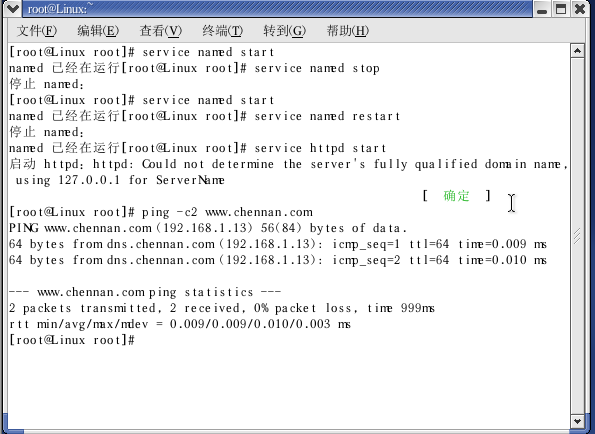 root@Linux:~
文件(F) 编辑(E) 查看(V) 终端(T) 转到(G) 帮助(H)
[root@Linux root]# service named start
named 已经在运行[root@Linux root]# service named stop
停止 named:
[root@Linux root]# service named start
named 已经在运行[root@Linux root]# service named restart
停止 named:
named 已经在运行[root@Linux root]# service httpd start
启动 httpd: httpd: Could not determine the server's fully qualified domain name,
using 127.0.0.1 for ServerName
[ 确定 ]
[root@Linux root]# ping -c2 www.chennan.com
PING www.chennan.com (192.168.1.13) 56(84) bytes of data.
64 bytes from dns.chennan.com (192.168.1.13): icmp_seq=1 ttl=64 time=0.009 ms
64 bytes from dns.chennan.com (192.168.1.13): icmp_seq=2 ttl=64 time=0.010 ms
--- www.chennan.com ping statistics ---
2 packets transmitted, 2 received, 0% packet loss, time 999ms
rtt min/avg/max/mdev = 0.009/0.009/0.010/0.003 ms
[root@Linux root]#